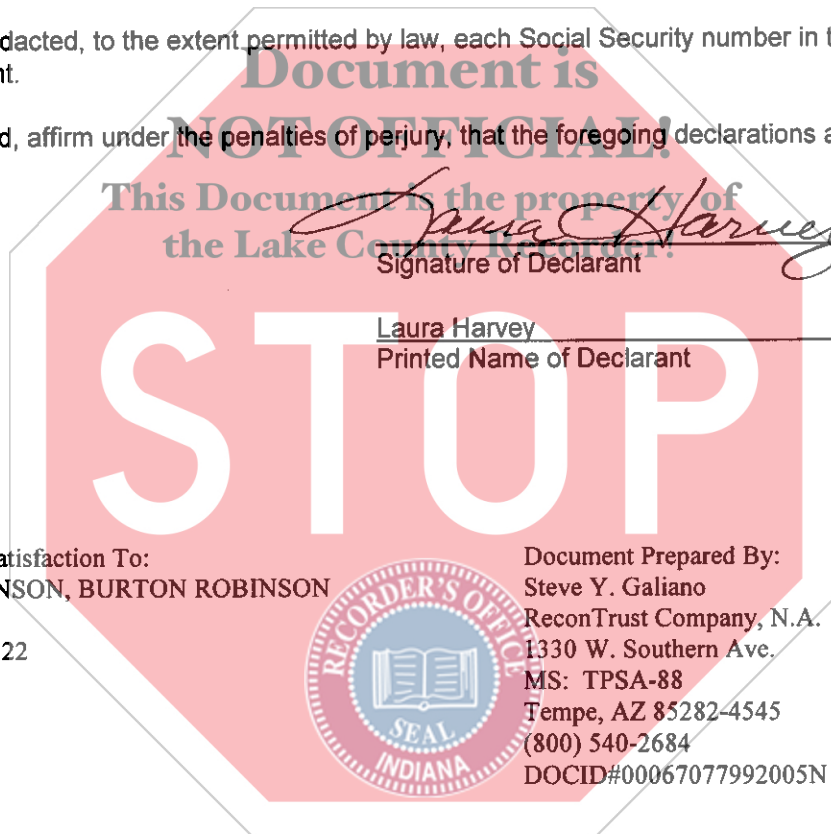 dacted, to the extent permitted by law, each Social Security number in t
nt.
Document is
d, affirm under the penalties of perjury, that the foregoing declarations a
NOT OFFICIAL!
This Document is the property of
the Lake County Recorder!
Laura Harvey
Signature of Declarant
Laura Harvey
Printed Name of Declarant
STOP
atisfaction To:
NSON, BURTON ROBINSON
22
Document Prepared By:
Steve Y. Galiano
ReconTrust Company, N.A.
1330 W. Southern Ave.
MS: TPSA-88
Tempe, AZ 85282-4545
(800) 540-2684
DOCID#00067077992005N
RECORDER'S OFFICE
SEAL
INDIANA